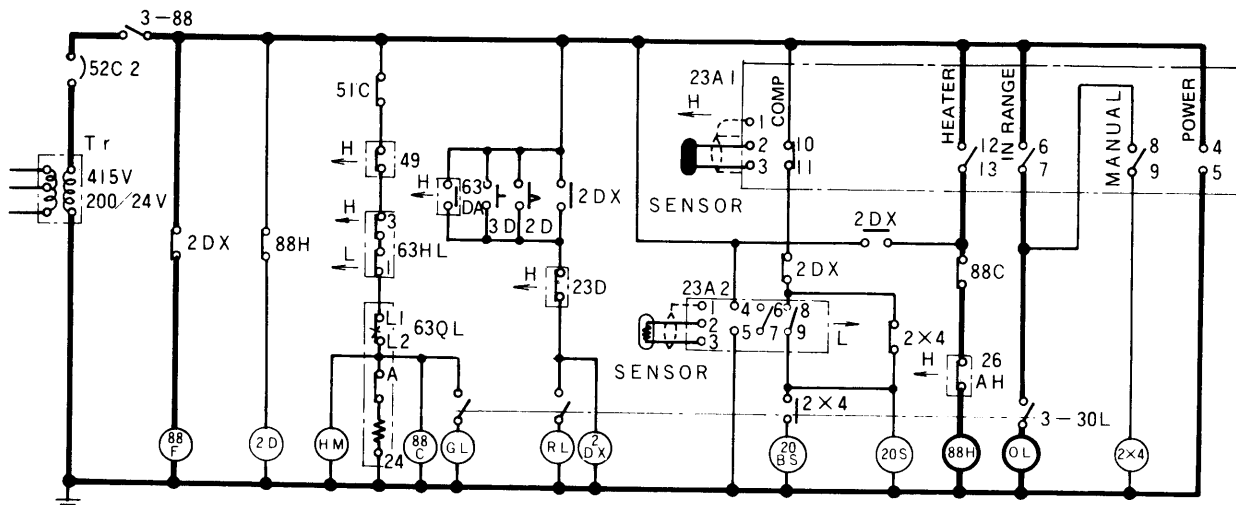 3-88
52C 2
Tr
415V
200/24V
2DX
88H
51C
H
49
H
3
63HL
L
1
L1
63QL
L2
A
24
H
63
DA
3D
2D
2DX
H
23D
23A1
H
1
2
3
SENSOR
COMP
10
11
2DX
2DX
23A2
1
2
3
SENSOR
4
5
6
7
8
9
L
2×4
2×4
HEATER
12
13
88C
H
26
AH
IN RANGE
6
7
3-30L
MANUAL
8
9
POWER
4
5
88
F
2D
HM
88
C
GL
RL
2
DX
20
BS
20S
88H
OL
2×4